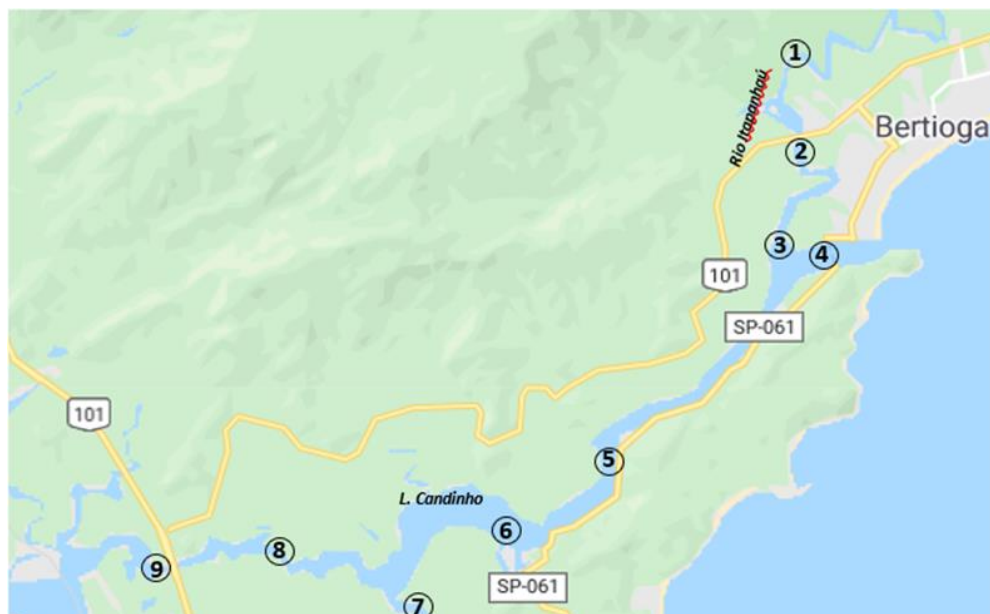 1
Rio Itapanhaú
Bertioga
2
3
4
101
SP-061
101
5
L. Candinho
6
8
9
SP-061
7